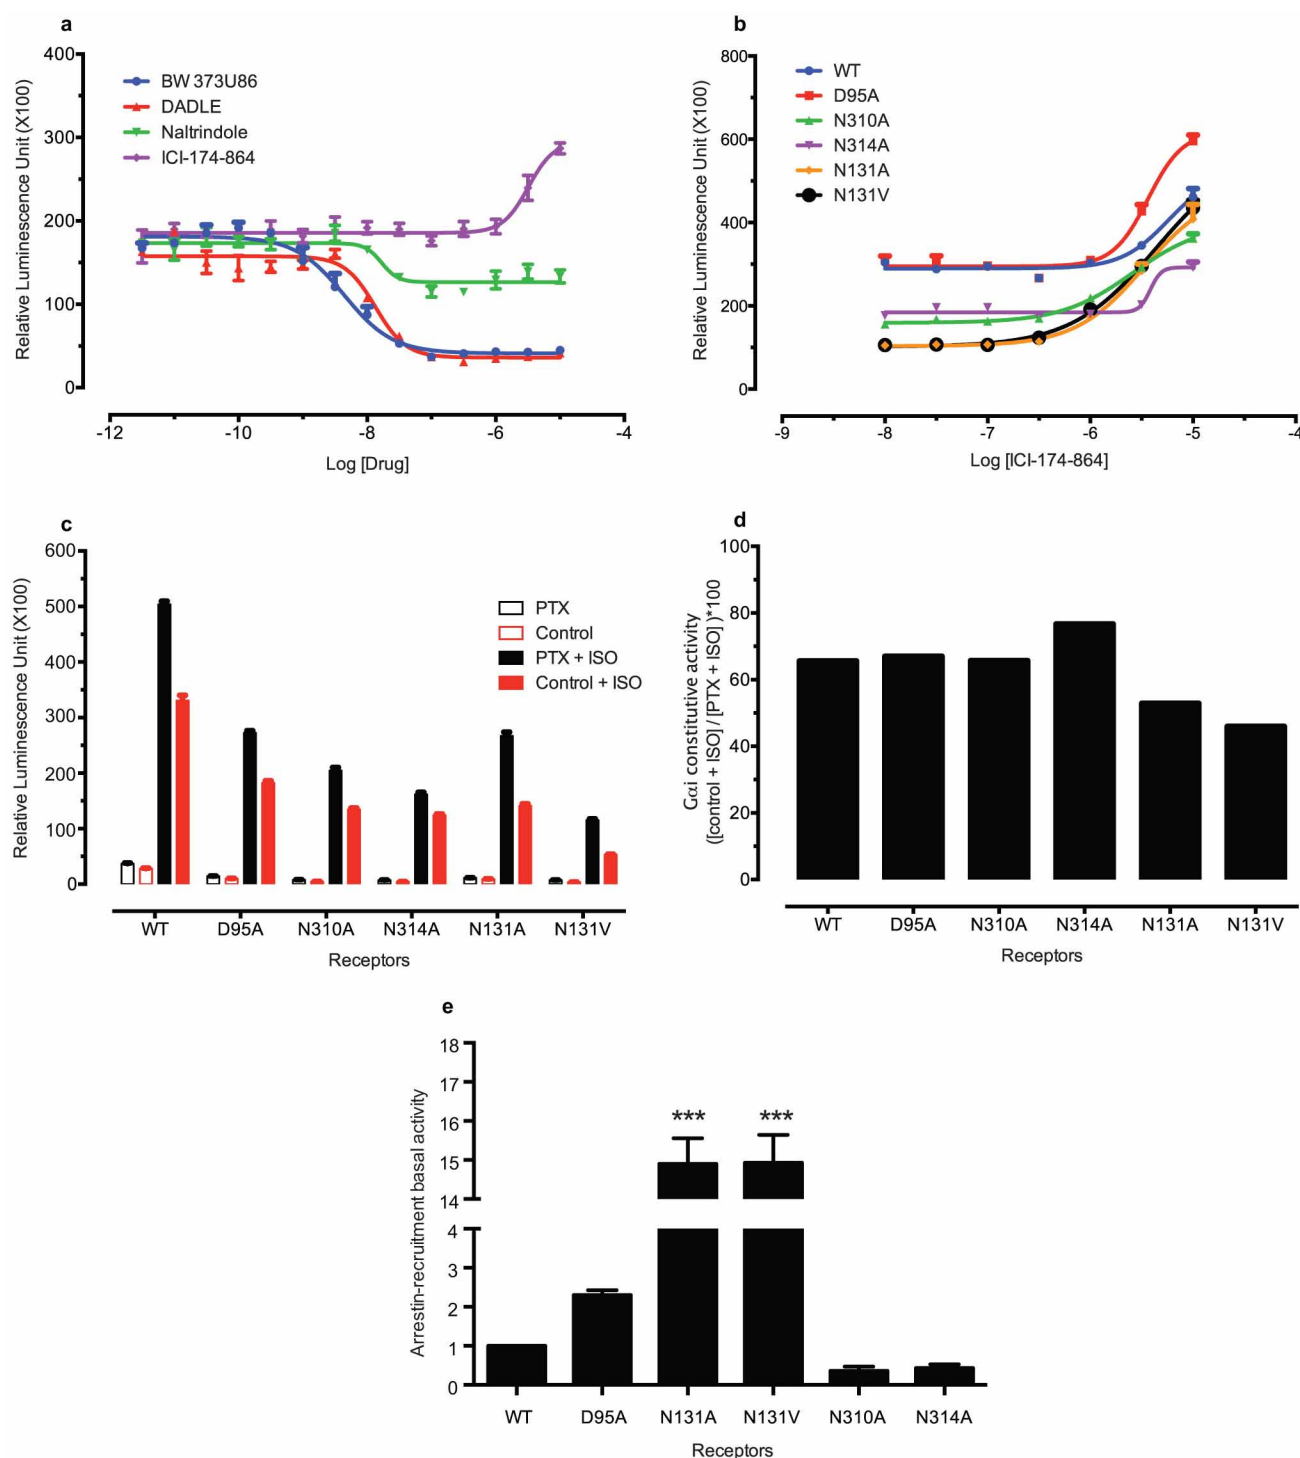 a
400
300
200
100
0
Relative Luminescence Unit (X100)
BW 373U86
DADLE
Naltrindole
ICI-174-864
-12 -10 -8 -6 -4
Log [Drug]
b
800
600
400
200
0
Relative Luminescence Unit (X100)
WT
D95A
N310A
N314A
N131A
N131V
-9 -8 -7 -6 -5 -4
Log [ICI-174-864]
c
600
500
400
300
200
100
0
Relative Luminescence Unit (X100)
PTX
Control
PTX + ISO
Control + ISO
WT D95A N310A N314A N131A N131V
Receptors
d
100
80
60
40
20
0
Gαi constitutive activity
([control + ISO] / [PTX + ISO] )*100
WT D95A N310A N314A N131A N131V
Receptors
e
18
17
16
15
14
4
3
2
1
0
Arrestin-recruitment basal activity
*** ***
WT D95A N131A N131V N310A N314A
Receptors